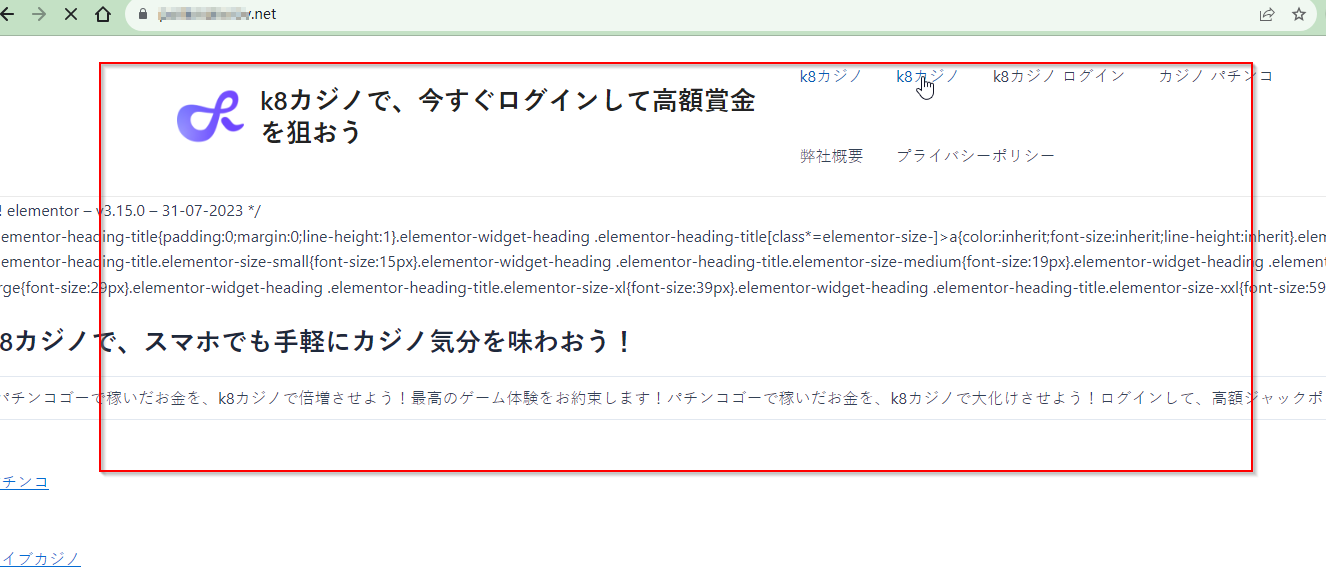 .net
k8カジノで、今すぐログインして高額賞金
を狙おう
k8カジノ k8カジノ k8カジノ ログイン カジノ パチンコ
弊社概要 プライバシーポリシー
! elementor – v3.15.0 – 31-07-2023 */
lementor-heading-title{padding:0;margin:0;line-height:1}.elementor-widget-heading .elementor-heading-title[class*=elementor-size-]>a{color:inherit;font-size:inherit;line-height:inherit}.elem
lementor-heading-title.elementor-size-small{font-size:15px}.elementor-widget-heading .elementor-heading-title.elementor-size-medium{font-size:19px}.elementor-widget-heading .element
rge{font-size:29px}.elementor-widget-heading .elementor-heading-title.elementor-size-xl{font-size:39px}.elementor-widget-heading .elementor-heading-title.elementor-size-xxl{font-size:59
8カジノで、スマホでも手軽にカジノ気分を味わおう！
パチンコゴーで稼いだお金を、k8カジノで倍増させよう！最高のゲーム体験をお約束します！パチンコゴーで稼いだお金を、k8カジノで大化けさせよう！ログインして、高額ジャックポ
チンコ
イブカジノ